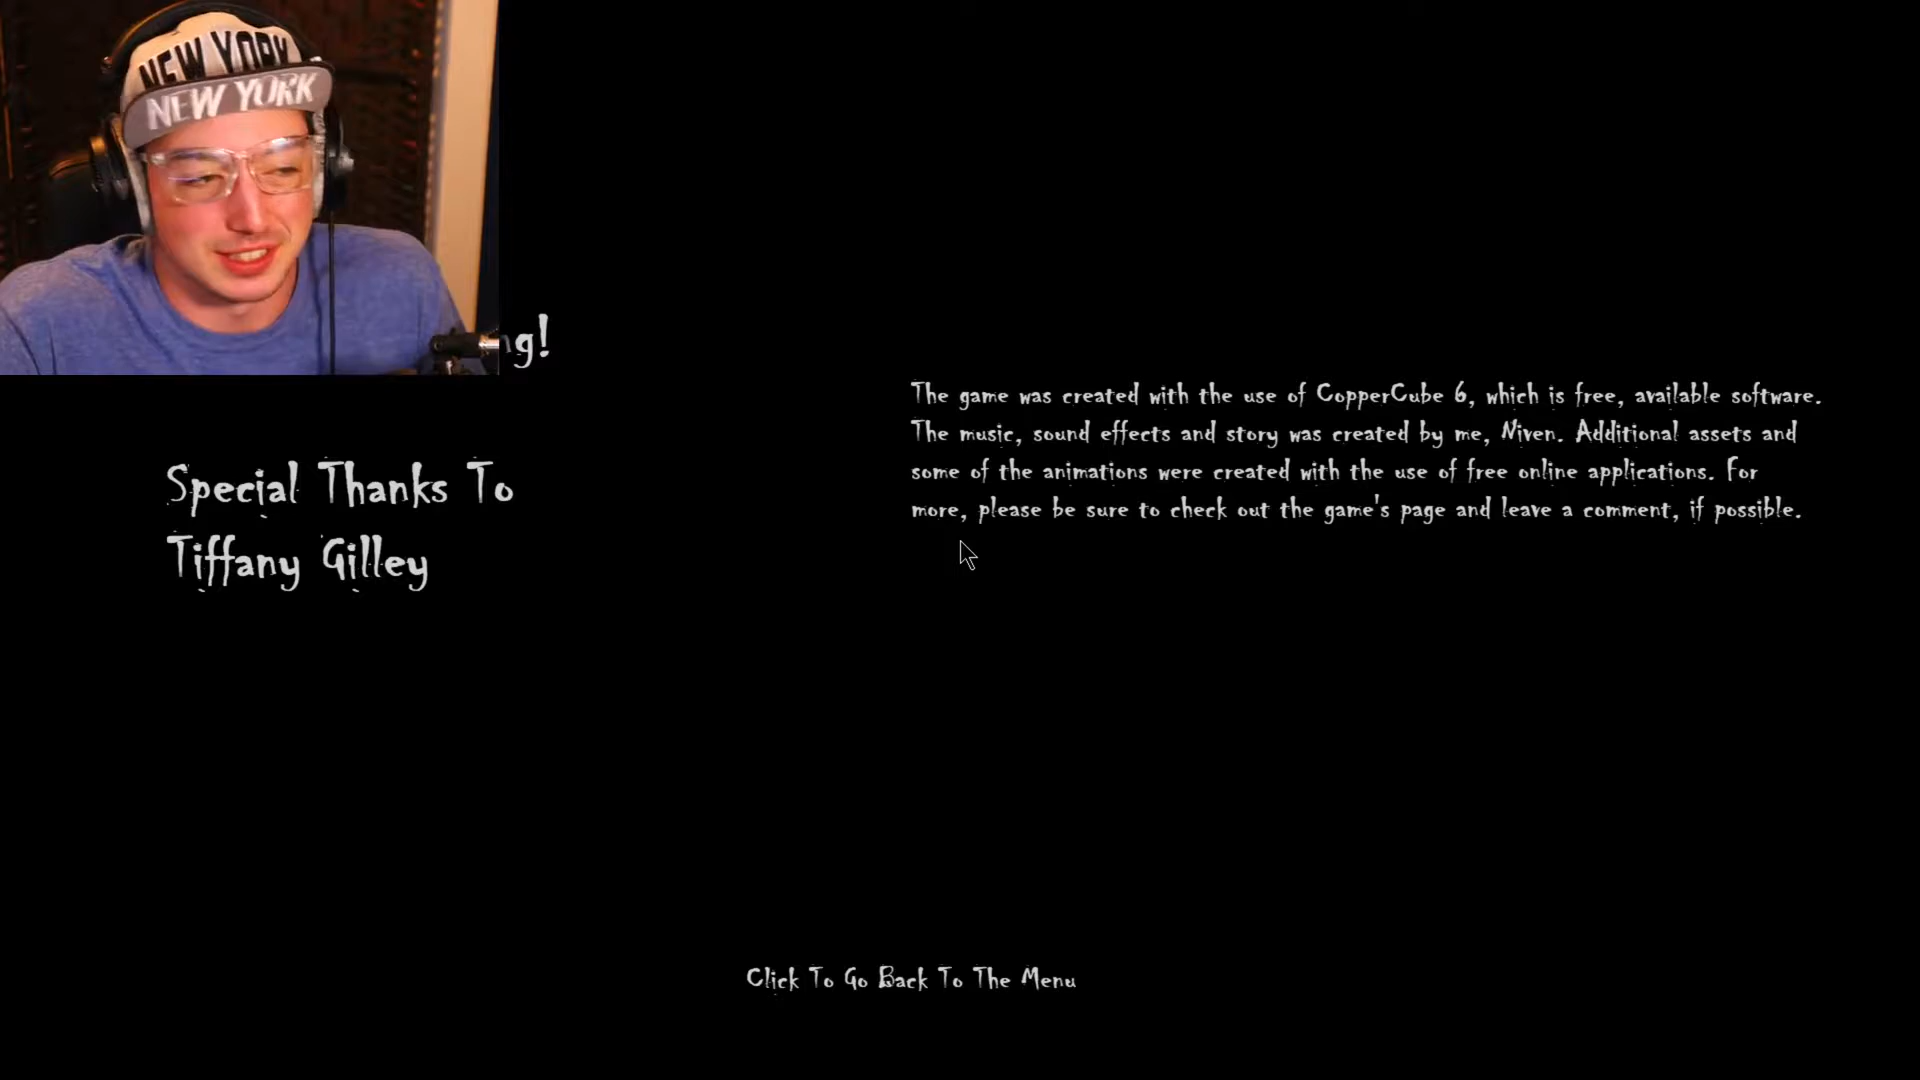 NEW YORK
NEW YORK
g!
Special Thanks To
Tiffany Gilley
The game was created with the use of CopperCube 6, which is free, available software.
The music, sound effects and story was created by me, Niven. Additional assets and
some of the animations were created with the use of free online applications. For
more, please be sure to check out the game's page and leave a comment, if possible.
Click To Go Back To The Menu